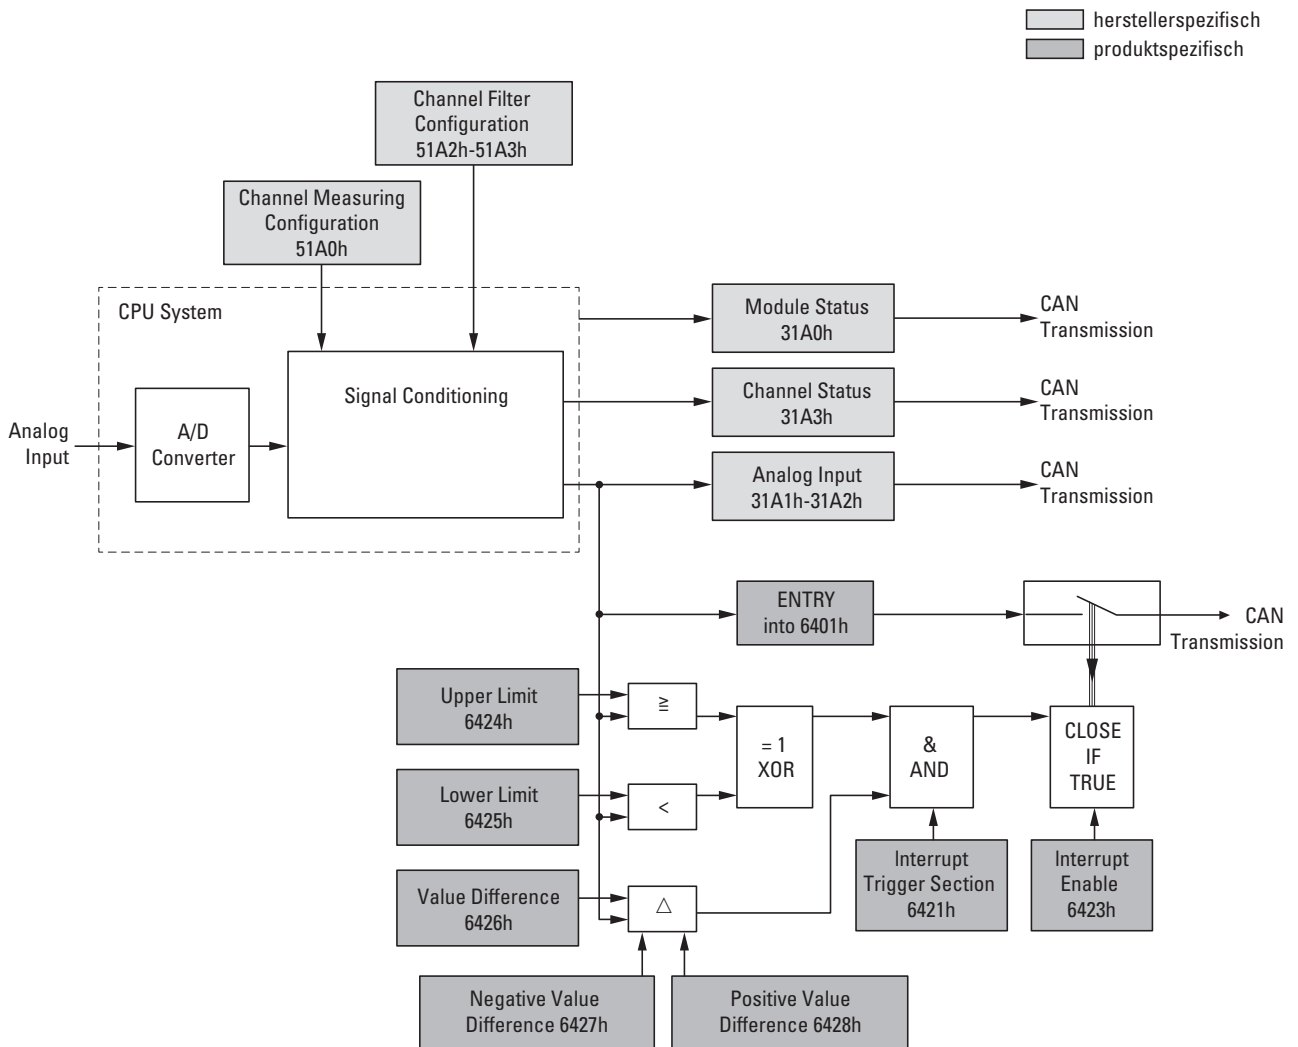 herstellerspezifisch
produktspezifisch
Channel Filter
Configuration
51A2h-51A3h
Channel Measuring
Configuration
51A0h
CPU System
Module Status
31A0h
CAN
Transmission
Signal Conditioning
Channel Status
31A3h
CAN
Transmission
Analog
Input
A/D
Converter
Analog Input
31A1h-31A2h
CAN
Transmission
ENTRY
into 6401h
CAN
Transmission
Upper Limit
6424h
≧
= 1
XOR
&
AND
CLOSE
IF
TRUE
Lower Limit
6425h
<
Interrupt
Trigger Section
6421h
Interrupt
Enable
6423h
Value Difference
6426h
△
Negative Value
Difference 6427h
Positive Value
Difference 6428h